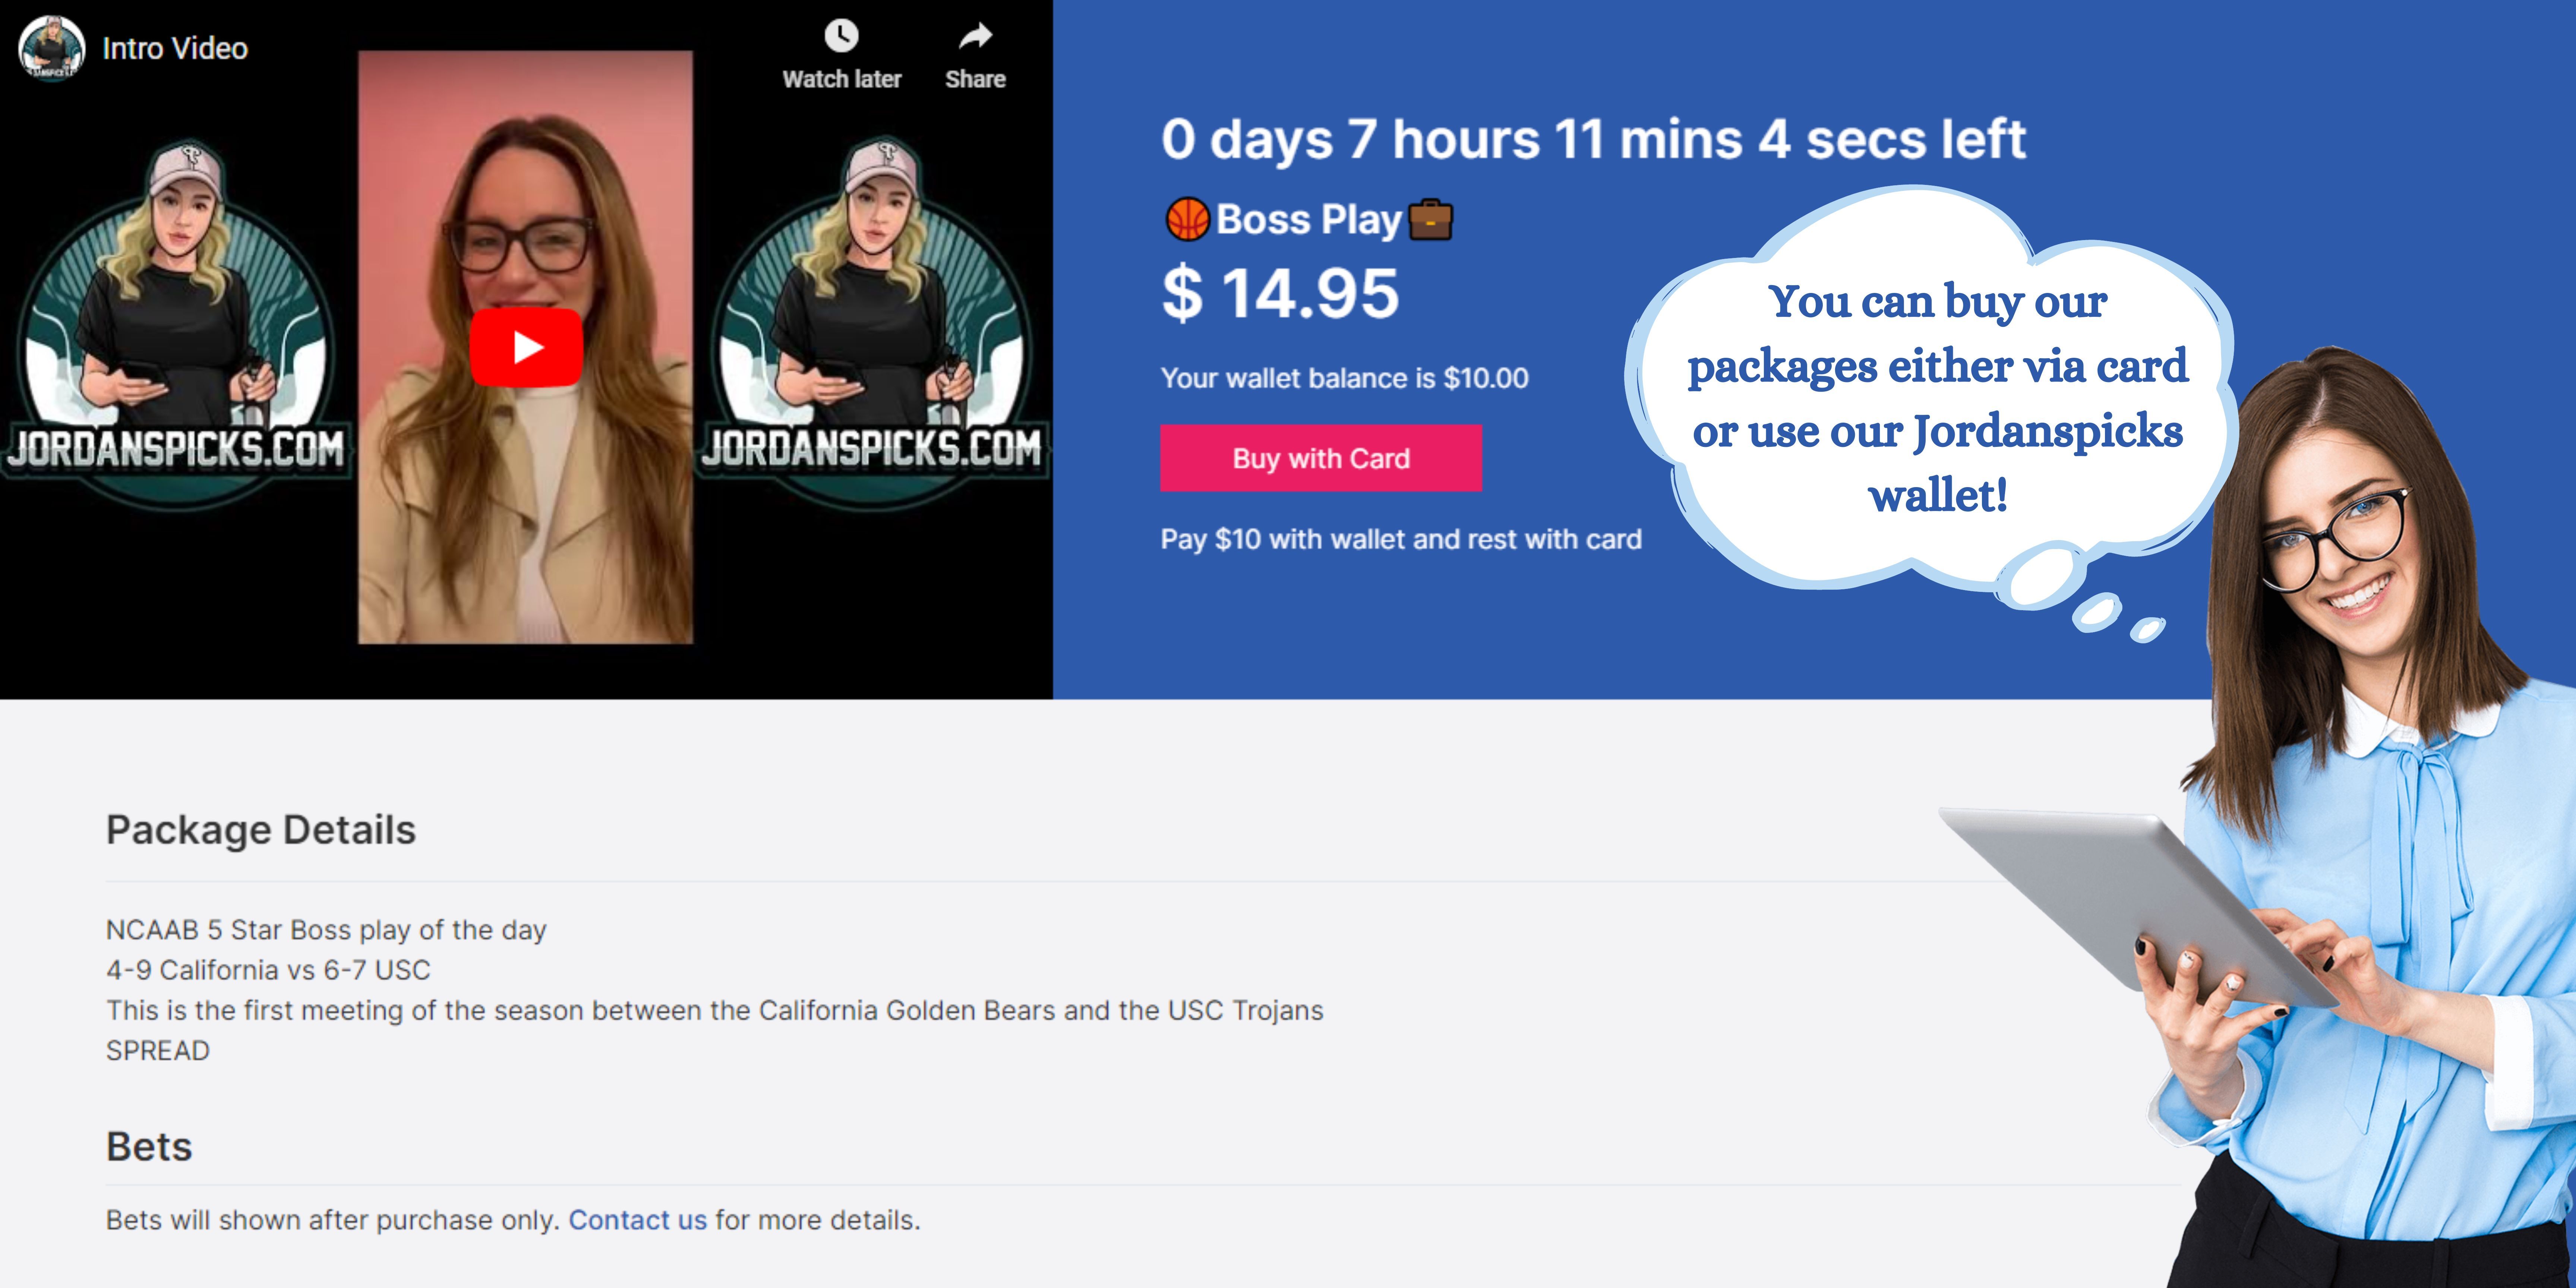 Intro Video
Watch later
Share
JORDANSPICKS.COM
JORDANSPICKS.COM
0 days 7 hours 11 mins 4 secs left
Boss Play
$ 14.95
Your wallet balance is $10.00
Buy with Card
Pay $10 with wallet and rest with card
You can buy our
packages either via card
or use our Jordanspicks
wallet!
Package Details
NCAAB 5 Star Boss play of the day
4-9 California vs 6-7 USC
This is the first meeting of the season between the California Golden Bears and the USC Trojans
SPREAD
Bets
Bets will shown after purchase only. Contact us for more details.